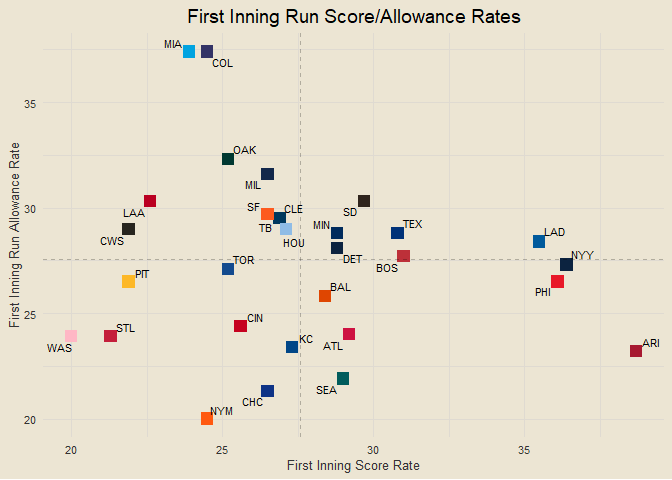 First Inning Run Score/Allowance Rates
MIA
COL
35
OAK
MIL
LAA
SF
CLE
SD
30
TB
HOU
MIN
TEX
CWS
DET
LAD
BOS
NYY
TOR
PIT
BAL
PHI
25
CIN
STL
WAS
KC
ATL
ARI
CHC
SEA
NYM
20
20
25
30
35
First Inning Score Rate
First Inning Run Allowance Rate